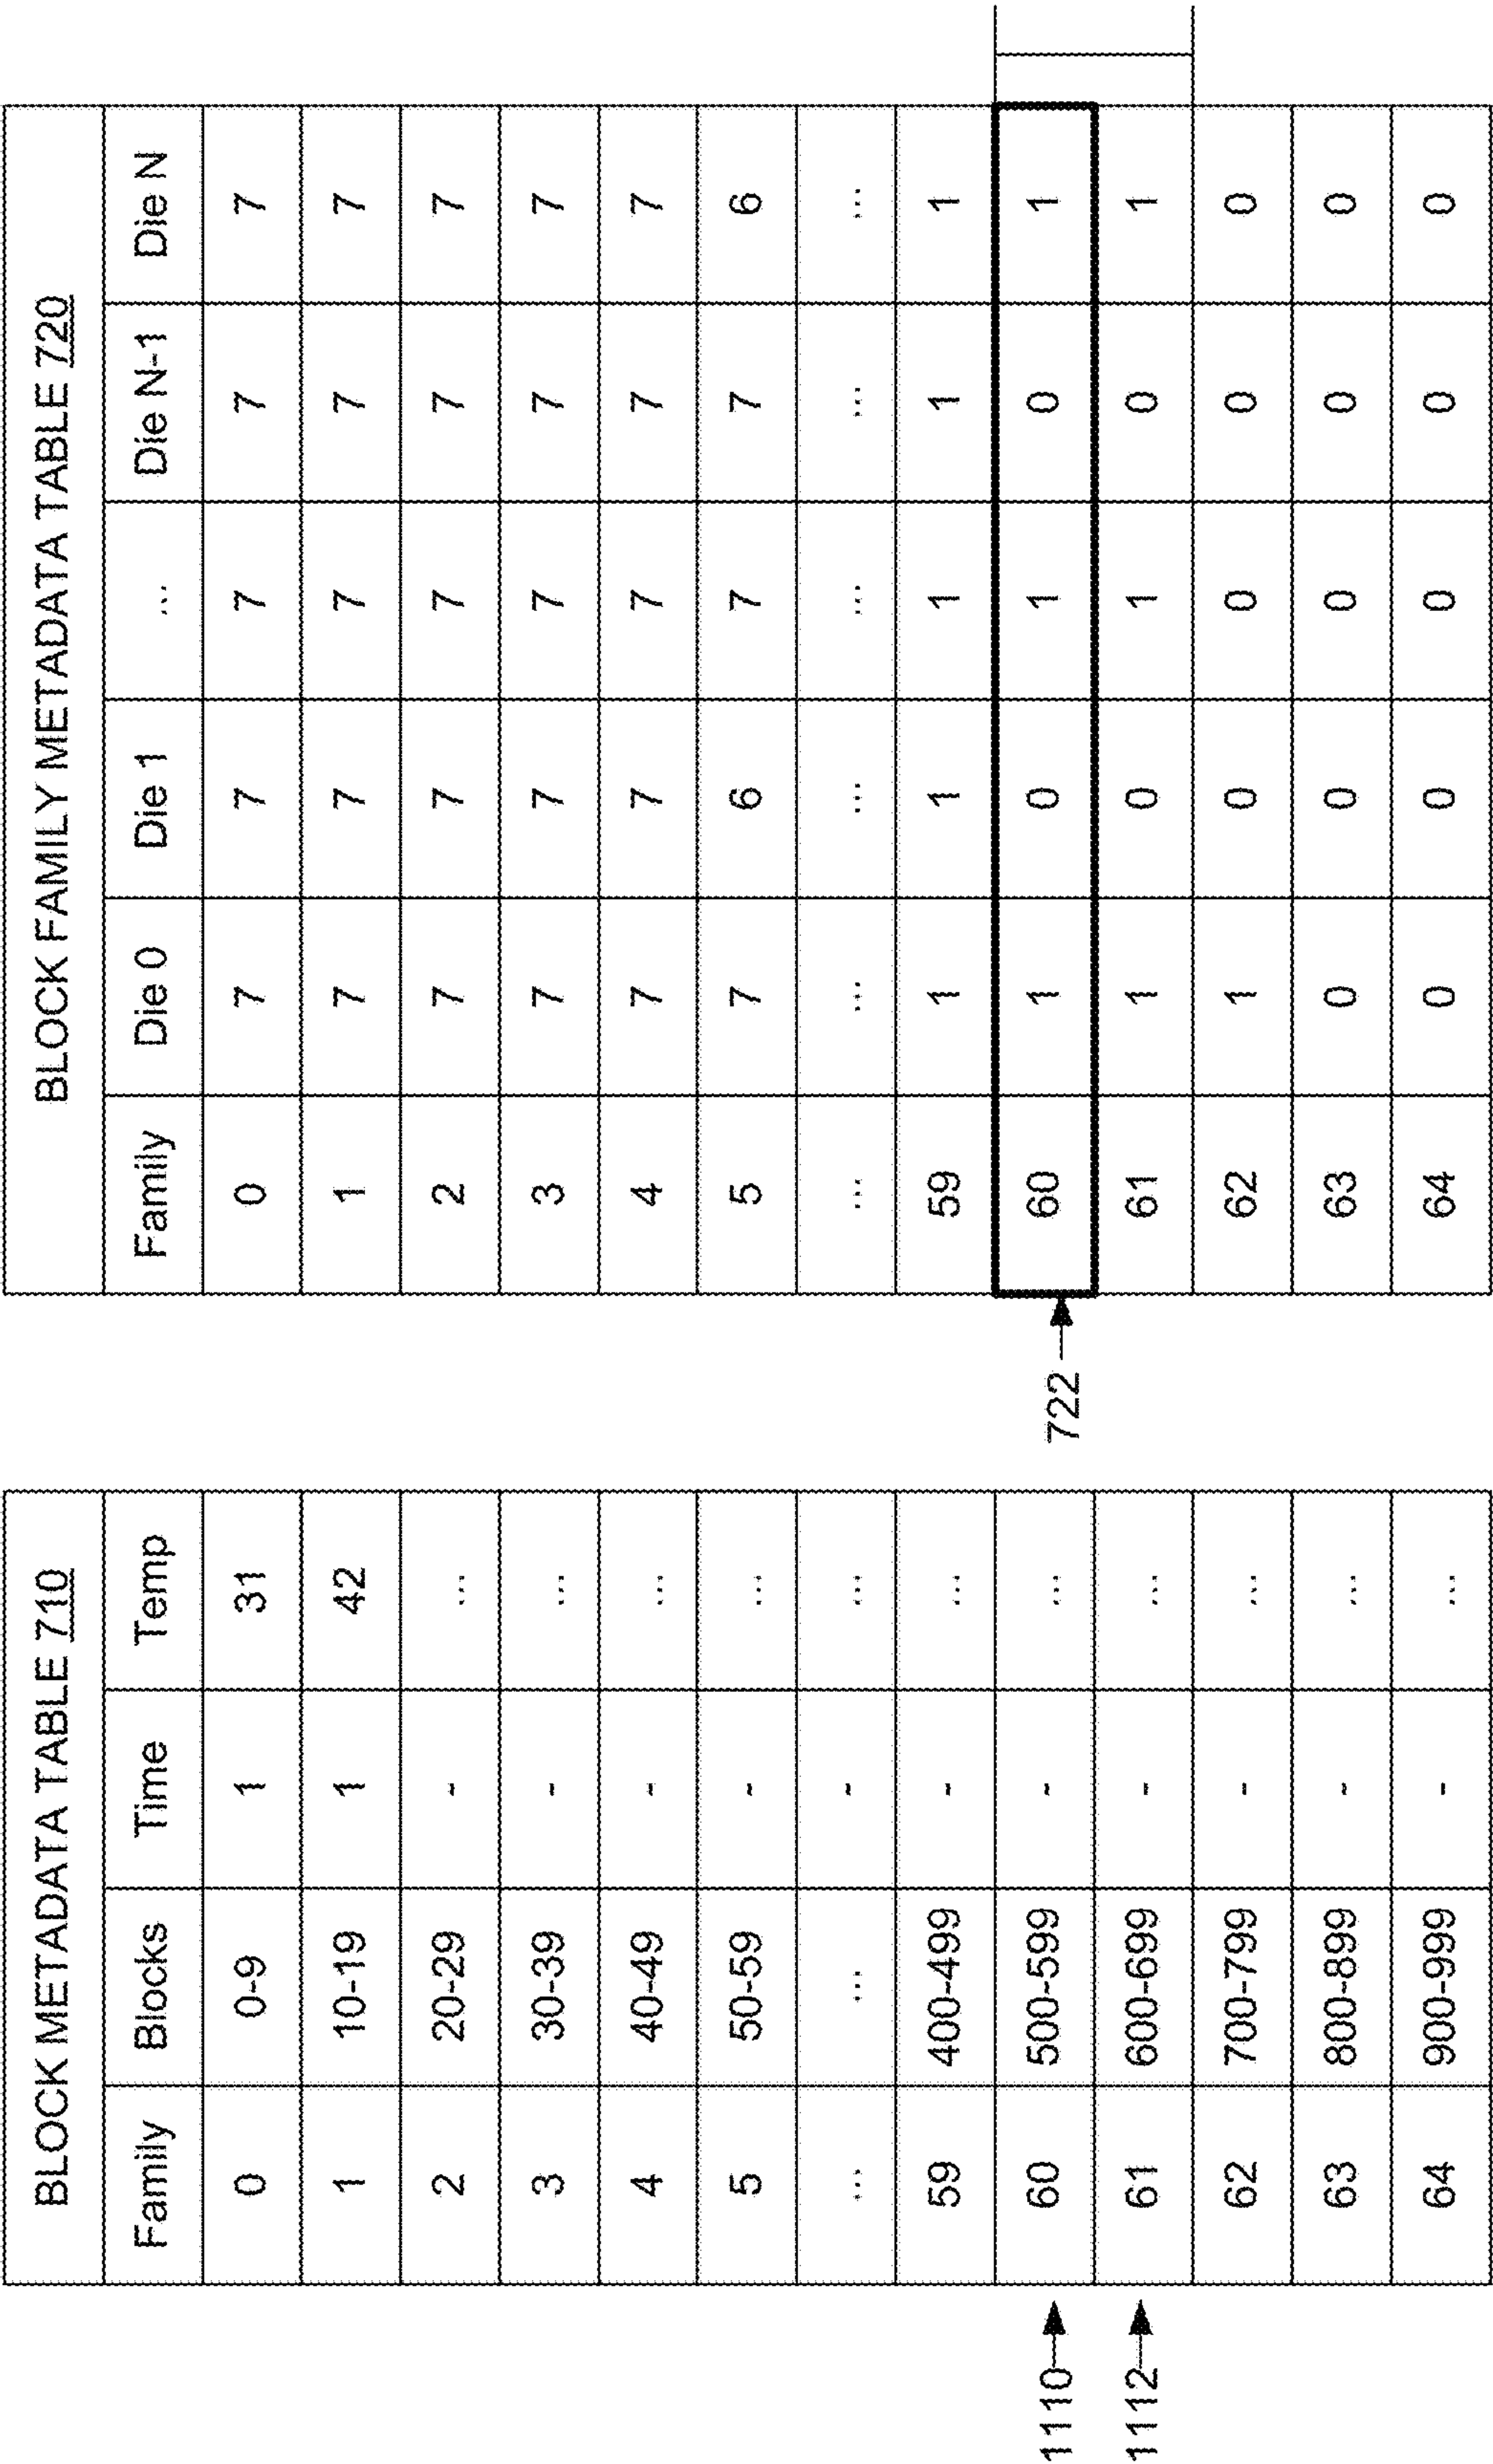 BLOCK METADATA TABLE 710
Family Blocks Time Temp
0 0-9 1 31
1 10-19 1 42
2 20-29 - ...
3 30-39 - ...
4 40-49 - ...
5 50-59 - ...
... ... - ...
59 400-499 - ...
1110 60 500-599 - ...
1112 61 600-699 - ...
62 700-799 - ...
63 800-899 - ...
64 900-999 - ...
BLOCK FAMILY METADATA TABLE 720
Family Die 0 Die 1 ... Die N-1 Die N
0 7 7 7 7 7
1 7 7 7 7 7
2 7 7 7 7 7
3 7 7 7 7 7
4 7 7 7 7 7
5 7 6 7 7 6
... ... ... ... ... ...
59 1 1 1 1 1
722 60 1 0 1 0 1
61 1 0 1 0 1
62 1 0 0 0 0
63 0 0 0 0 0
64 0 0 0 0 0